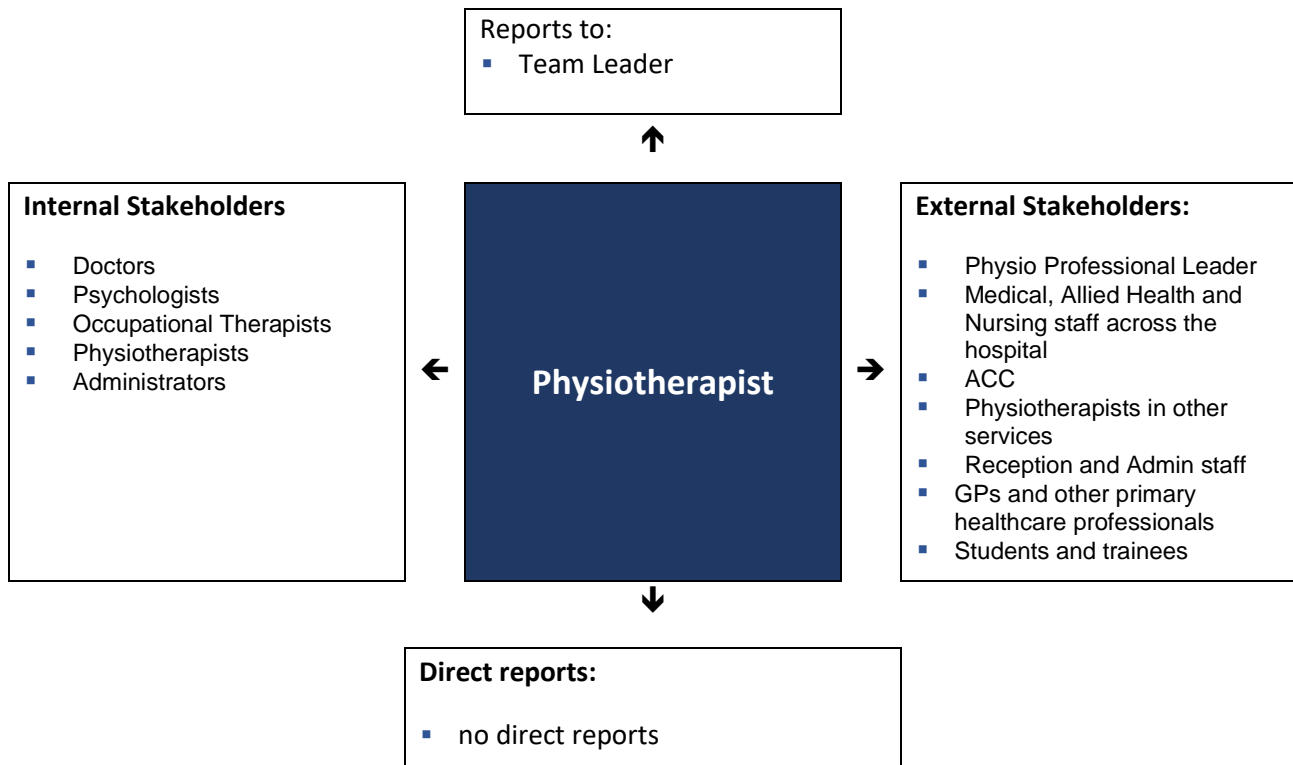 Reports to:
▪ Team Leader
Internal Stakeholders
▪ Doctors
▪ Psychologists
▪ Occupational Therapists
▪ Physiotherapists
▪ Administrators
Physiotherapist
External Stakeholders:
▪ Physio Professional Leader
▪ Medical, Allied Health and
Nursing staff across the
hospital
▪ ACC
▪ Physiotherapists in other
services
▪ Reception and Admin staff
▪ GPs and other primary
healthcare professionals
▪ Students and trainees
Direct reports:
▪ no direct reports